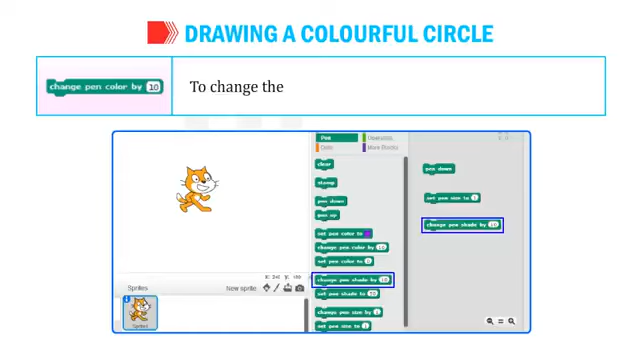 DRAWING A COLOURFUL CIRCLE
change pen color by 10
To change the
Pen
More Blocks
clear
stamp
pen down
pen up
set pen color to
change pen color by 10
set pen color to 0
change pen shade by 10
set pen shade to 50
change pen size by 1
set pen size to 1
pen down
set pen size to 1
change pen shade by 10
Sprites
New sprite:
Sprite1